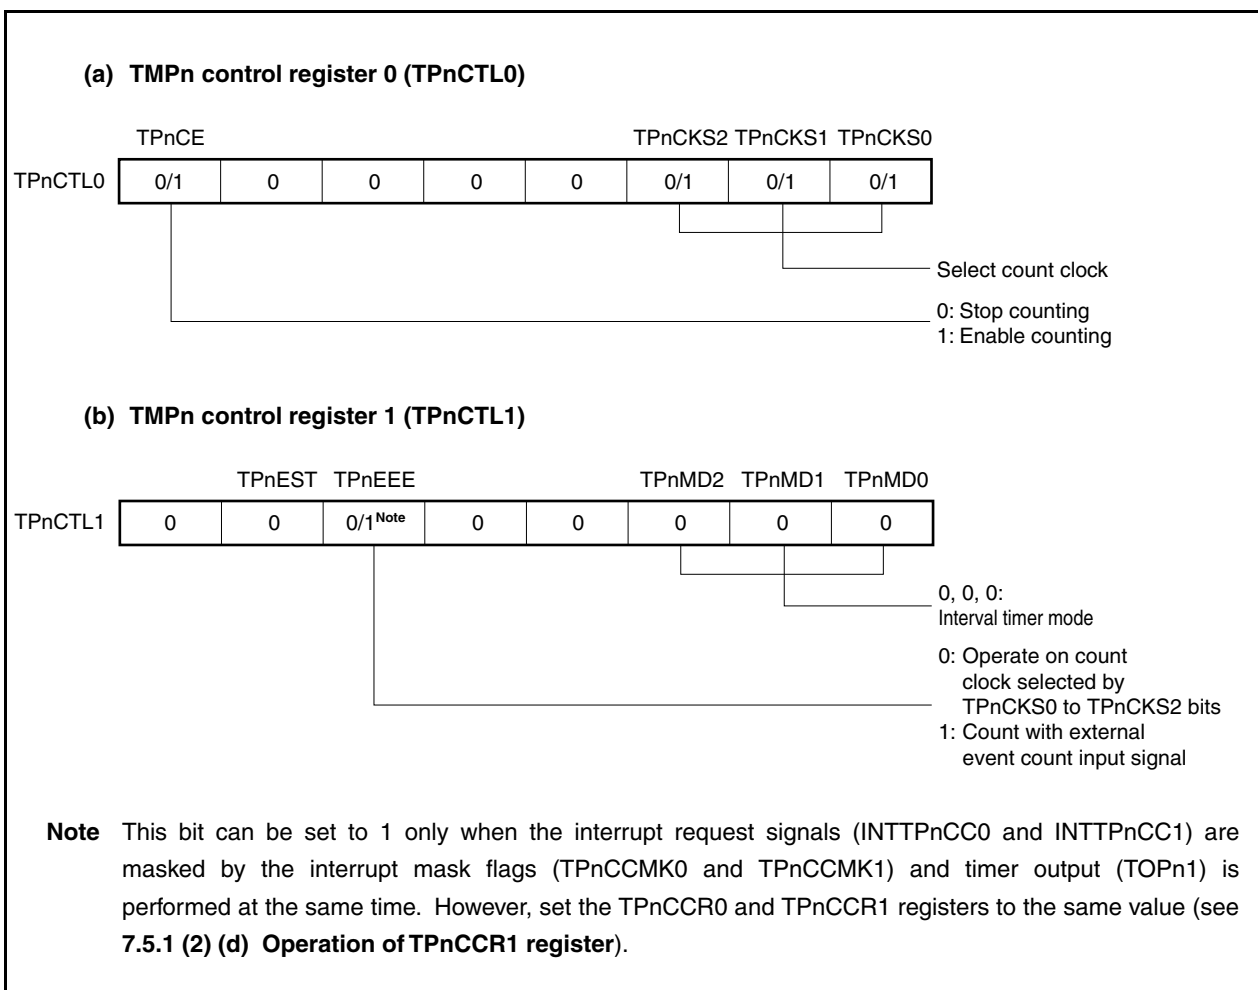 (a) TMPn control register 0 (TPnCTL0)
TPnCE TPnCKS2 TPnCKS1 TPnCKS0
TPnCTL0 0/1 0 0 0 0 0/1 0/1 0/1
Select count clock
0: Stop counting
1: Enable counting
(b) TMPn control register 1 (TPnCTL1)
TPnEST TPnEEE TPnMD2 TPnMD1 TPnMD0
TPnCTL1 0 0 0/1Note 0 0 0 0 0
0, 0, 0:
Interval timer mode
0: Operate on count
clock selected by
TPnCKS0 to TPnCKS2 bits
1: Count with external
event count input signal
Note This bit can be set to 1 only when the interrupt request signals (INTTPnCC0 and INTTPnCC1) are
masked by the interrupt mask flags (TPnCCMK0 and TPnCCMK1) and timer output (TOPn1) is
performed at the same time. However, set the TPnCCR0 and TPnCCR1 registers to the same value (see
7.5.1 (2) (d) Operation of TPnCCR1 register).